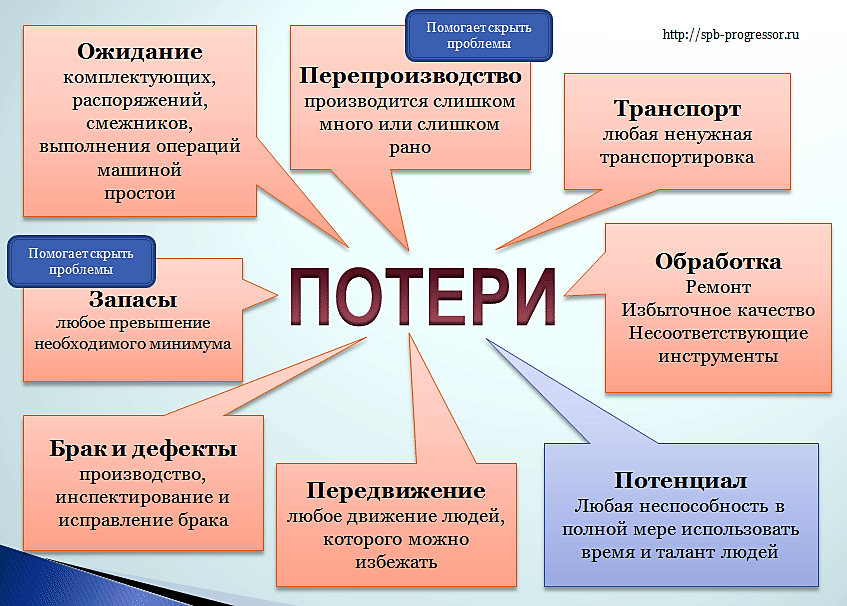 http://spb-progressor.ru
Ожидание
комплектующих,
распоряжений,
смежников,
выполнения операций
машиной
простои
Помогает скрыть
проблемы
Перепроизводство
производится слишком
много или слишком
рано
Транспорт
любая ненужная
транспортировка
Помогает скрыть
проблемы
Запасы
любое превышение
необходимого минимума
ПОТЕРИ
Обработка
Ремонт
Избыточное качество
Несоответствующие
инструменты
Брак и дефекты
производство,
инспектирование и
исправление брака
Передвижение
любое движение людей,
которого можно
избежать
Потенциал
Любая неспособность в
полной мере использовать
время и талант людей